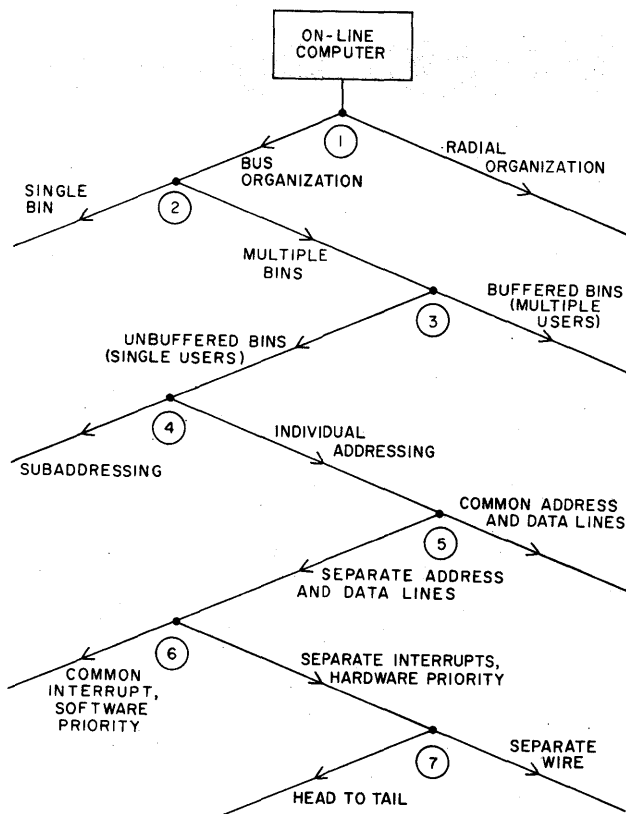 ON-LINE
COMPUTER
1
RADIAL
ORGANIZATION
BUS
ORGANIZATION
SINGLE
BIN
2
MULTIPLE
BINS
BUFFERED BINS
(MULTIPLE
USERS)
3
UNBUFFERED BINS
(SINGLE USERS)
4
INDIVIDUAL
ADDRESSING
SUBADDRESSING
COMMON ADDRESS
AND DATA LINES
5
SEPARATE ADDRESS
AND DATA LINES
6
SEPARATE INTERRUPTS,
HARDWARE PRIORITY
COMMON
INTERRUPT,
SOFTWARE
PRIORITY
7
SEPARATE
WIRE
HEAD TO TAIL